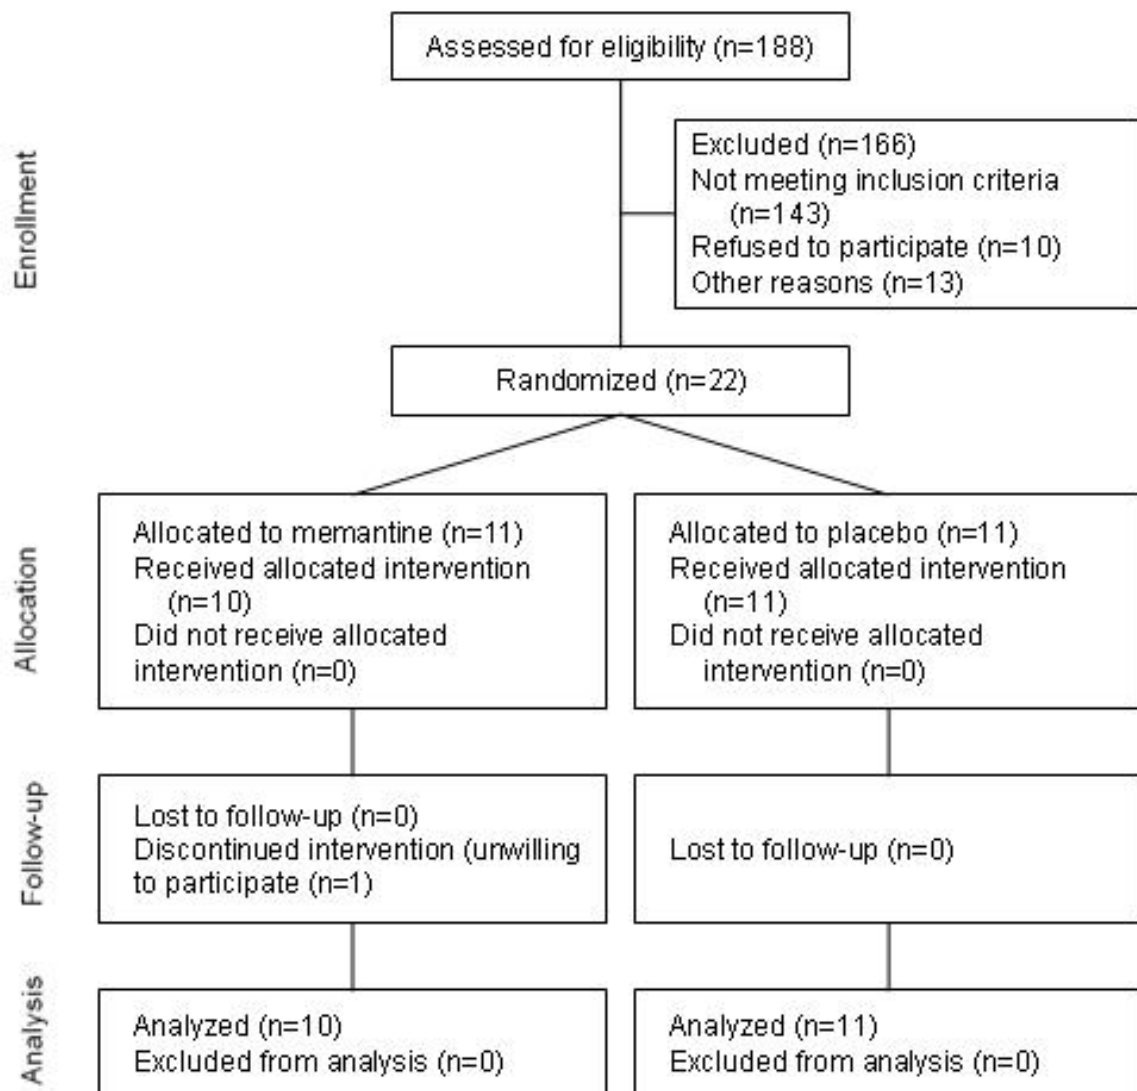 Assessed for eligibility (n=188)
Enrollment
Excluded (n=166)
Not meeting inclusion criteria
(n=143)
Refused to participate (n=10)
Other reasons (n=13)
Randomized (n=22)
Allocation
Allocated to memantine (n=11)
Received allocated intervention
(n=10)
Did not receive allocated
intervention (n=0)
Allocated to placebo (n=11)
Received allocated intervention
(n=11)
Did not receive allocated
intervention (n=0)
Follow-up
Lost to follow-up (n=0)
Discontinued intervention (unwilling
to participate (n=1)
Lost to follow-up (n=0)
Analysis
Analyzed (n=10)
Excluded from analysis (n=0)
Analyzed (n=11)
Excluded from analysis (n=0)